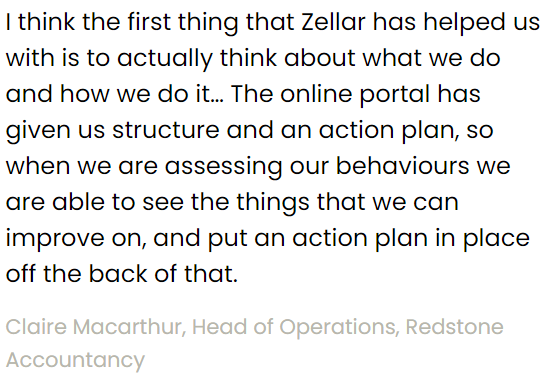 I think the first thing that Zellar has helped us
with is to actually think about what we do
and how we do it... The online portal has
given us structure and an action plan, so
when we are assessing our behaviours we
are able to see the things that we can
improve on, and put an action plan in place
off the back of that.
Claire Macarthur, Head of Operations, Redstone
Accountancy